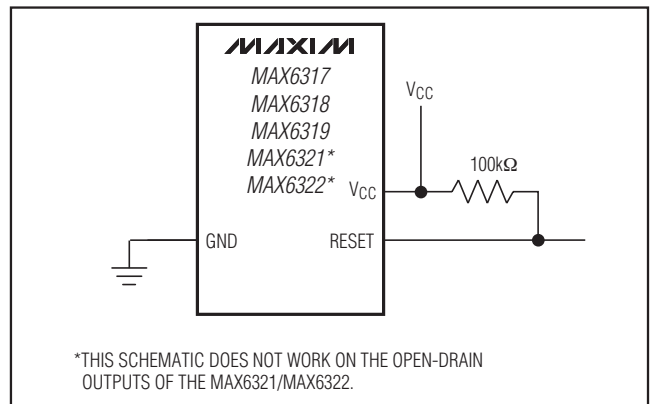 MAXIM
MAX6317
MAX6318
MAX6319
MAX6321*
MAX6322*
VCC
VCC
100kΩ
GND
RESET
*THIS SCHEMATIC DOES NOT WORK ON THE OPEN-DRAIN
OUTPUTS OF THE MAX6321/MAX6322.